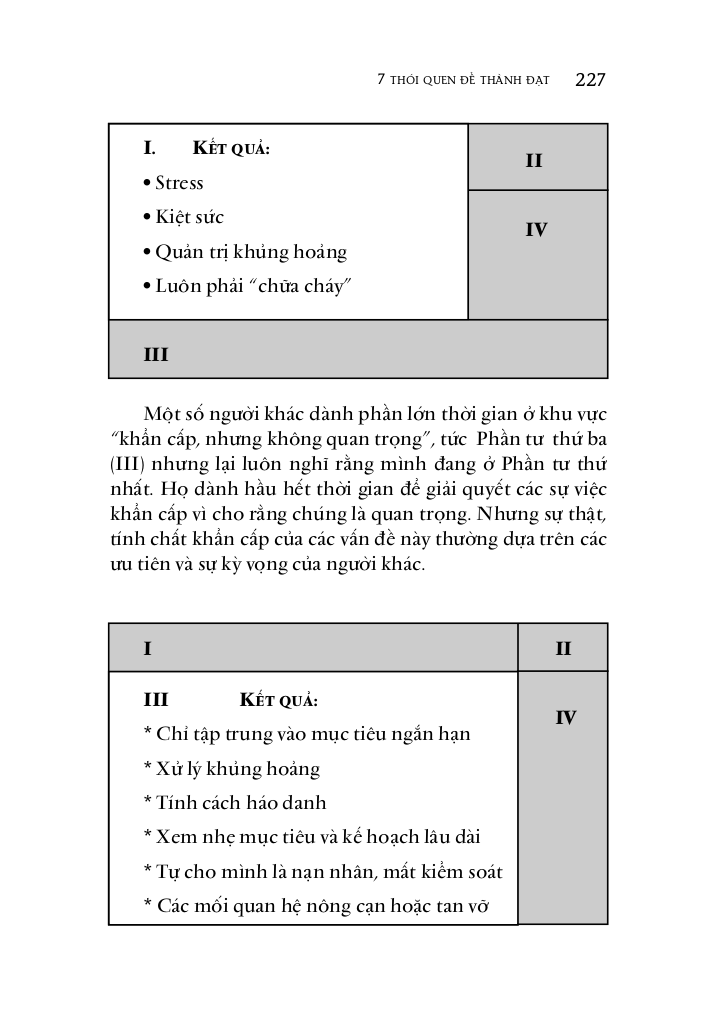 7 THÓI QUEN ĐỂ THÀNH ĐẠT 227
I. KẾT QUẢ:
• Stress
• Kiệt sức
• Quản trị khủng hoảng
• Luôn phải “chữa cháy”
II
IV
III
Một số người khác dành phần lớn thời gian ở khu vực
“khẩn cấp, nhưng không quan trọng”, tức Phần tư thứ ba
(III) nhưng lại luôn nghĩ rằng mình đang ở Phần tư thứ
nhất. Họ dành hầu hết thời gian để giải quyết các sự việc
khẩn cấp vì cho rằng chúng là quan trọng. Nhưng sự thật,
tính chất khẩn cấp của các vấn đề này thường dựa trên các
ưu tiên và sự kỳ vọng của người khác.
I
II
III KẾT QUẢ:
* Chỉ tập trung vào mục tiêu ngắn hạn
* Xử lý khủng hoảng
* Tính cách háo danh
* Xem nhẹ mục tiêu và kế hoạch lâu dài
* Tự cho mình là nạn nhân, mất kiểm soát
* Các mối quan hệ nông cạn hoặc tan vỡ
IV